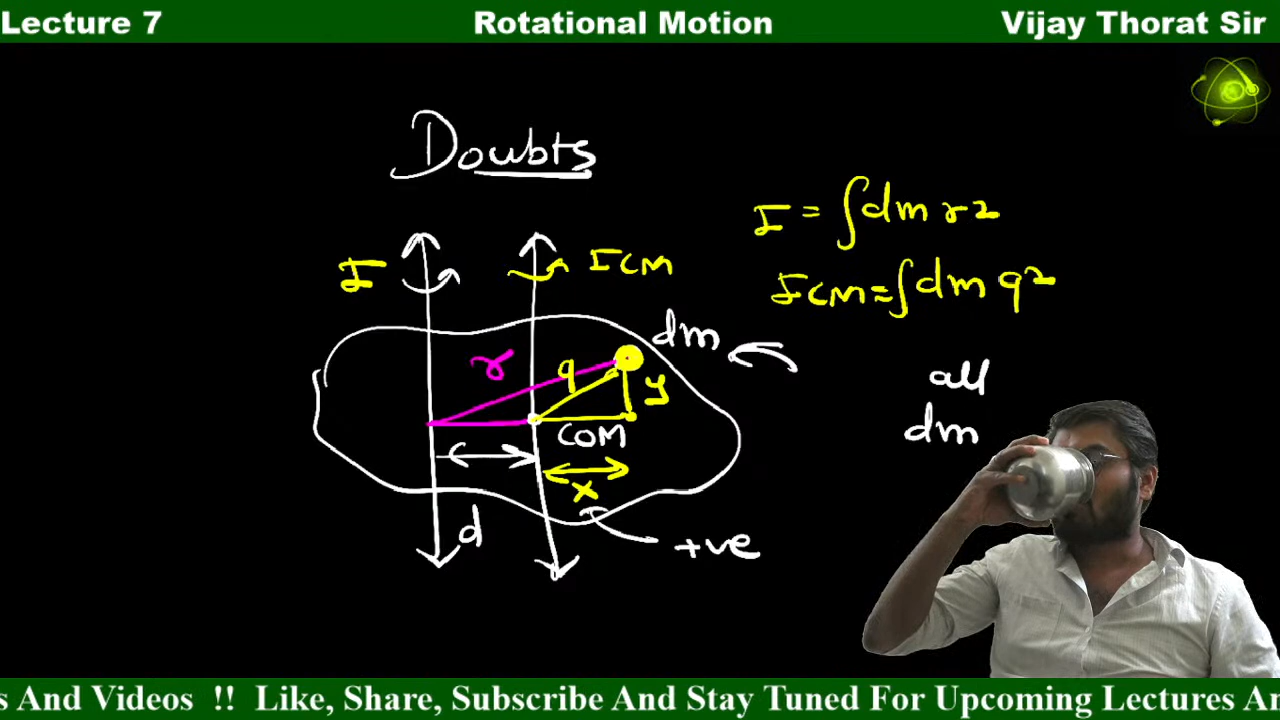 Lecture 7 Rotational Motion Vijay Thorat Sir
Doubts
I = ∫dm r2
I ICM
ICM = ∫dm q2
dm
r q y
all
COM
dm
x
d
+ve
s And Videos !! Like, Share, Subscribe And Stay Tuned For Upcoming Lectures An